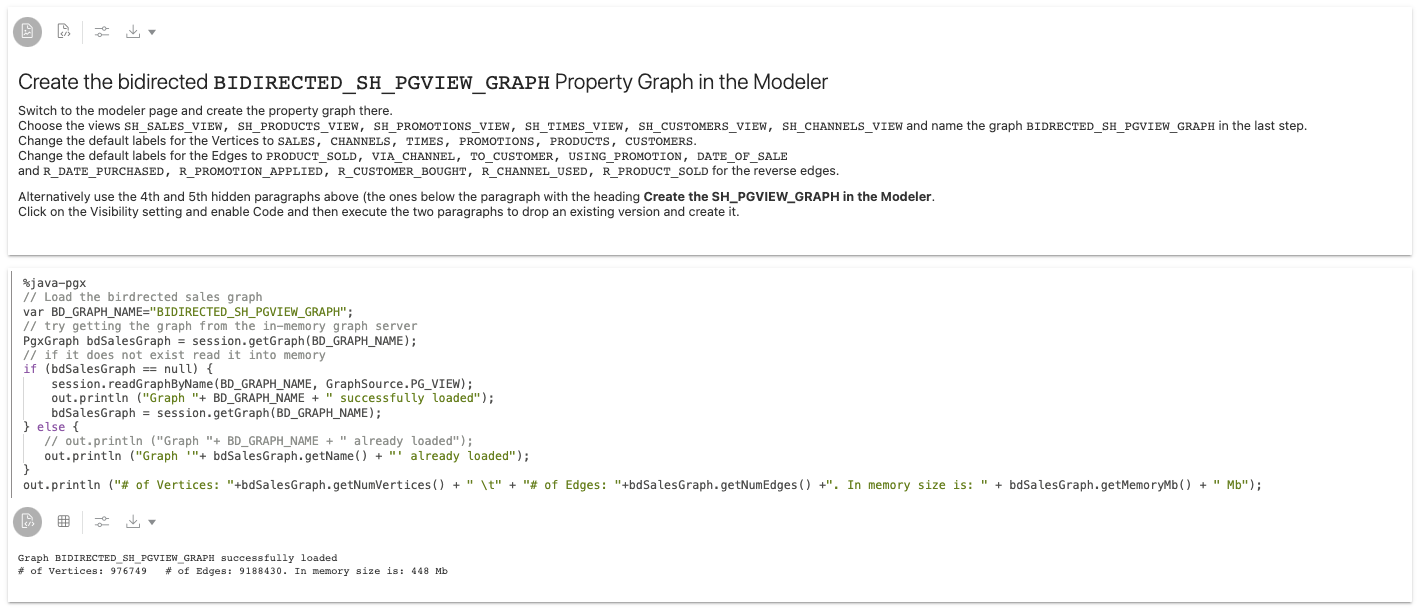 Create the bidirected BIDIRECTED_SH_PGVIEW_GRAPH Property Graph in the Modeler
Switch to the modeler page and create the property graph there.
Choose the views SH_SALES_VIEW, SH_PRODUCTS_VIEW, SH_PROMOTIONS_VIEW, SH_TIMES_VIEW, SH_CUSTOMERS_VIEW, SH_CHANNELS_VIEW and name the graph BIDRECTED_SH_PGVIEW_GRAPH in the last step.
Change the default labels for the Vertices to SALES, CHANNELS, TIMES, PROMOTIONS, PRODUCTS, CUSTOMERS.
Change the default labels for the Edges to PRODUCT_SOLD, VIA_CHANNEL, TO_CUSTOMER, USING_PROMOTION, DATE_OF_SALE
and R_DATE_PURCHASED, R_PROMOTION_APPLIED, R_CUSTOMER_BOUGHT, R_CHANNEL_USED, R_PRODUCT_SOLD for the reverse edges.
Alternatively use the 4th and 5th hidden paragraphs above (the ones below the paragraph with the heading Create the SH_PGVIEW_GRAPH in the Modeler.
Click on the Visibility setting and enable Code and then execute the two paragraphs to drop an existing version and create it.
%java-pgx
// Load the birdrected sales graph
var BD_GRAPH_NAME="BIDIRECTED_SH_PGVIEW_GRAPH";
// try getting the graph from the in-memory graph server
PgxGraph bdSalesGraph = session.getGraph(BD_GRAPH_NAME);
// if it does not exist read it into memory
if (bdSalesGraph == null) {
    session.readGraphByName(BD_GRAPH_NAME, GraphSource.PG_VIEW);
    out.println ("Graph "+ BD_GRAPH_NAME + " successfully loaded");
    bdSalesGraph = session.getGraph(BD_GRAPH_NAME);
} else {
   // out.println ("Graph "+ BD_GRAPH_NAME + " already loaded");
   out.println ("Graph '"+ bdSalesGraph.getName() + "' already loaded");
}
out.println ("# of Vertices: "+bdSalesGraph.getNumVertices() + " \t" + "# of Edges: "+bdSalesGraph.getNumEdges() +". In memory size is: " + bdSalesGraph.getMemoryMb() + " Mb");
Graph BIDIRECTED_SH_PGVIEW_GRAPH successfully loaded
# of Vertices: 976749   # of Edges: 9188430. In memory size is: 448 Mb